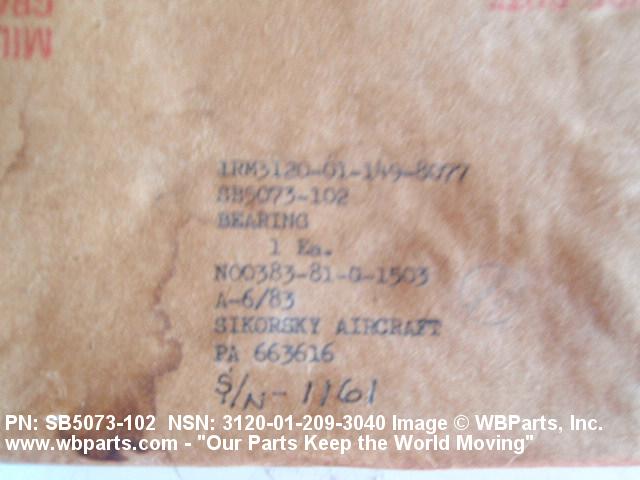 1RM3120-01-149-8077
SB5073-102
BEARING
1 Ea.
N00383-81-G-1503
A-6/83
SIKORSKY AIRCRAFT
PA 663616
S/N-1161
PN: SB5073-102 NSN: 3120-01-209-3040 Image © WBParts, Inc.
www.wbparts.com - "Our Parts Keep the World Moving"